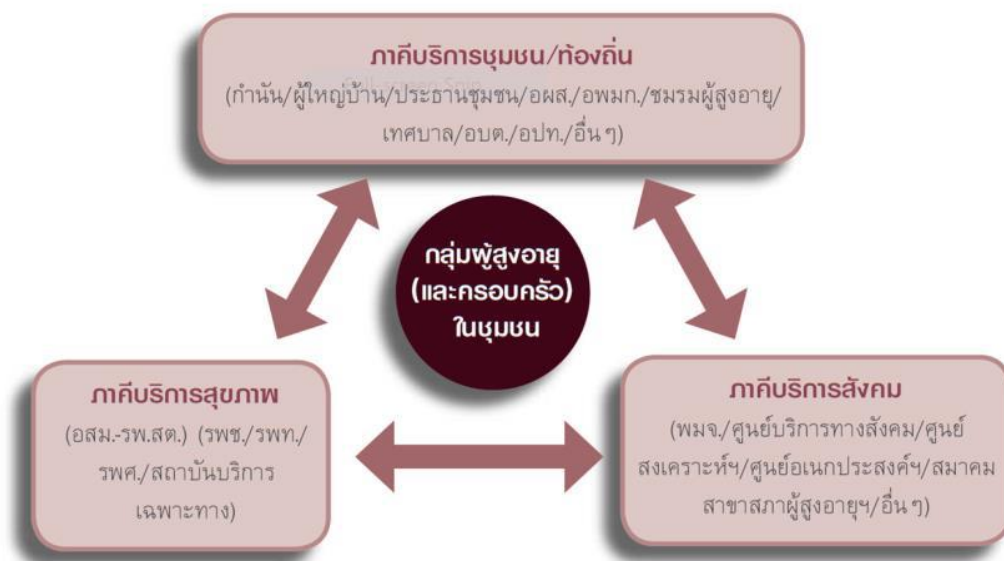 ภาคีบริการชุมชน/ท้องถิ่น
(กำนัน/ผู้ใหญ่บ้าน/ประธานชุมชน/อผส./อพมก./ชมรมผู้สูงอายุ/
เทศบาล/อบต./อปท./อื่น ๆ)
กลุ่มผู้สูงอายุ
(และครอบครัว)
ในชุมชน
ภาคีบริการสุขภาพ
(อสม.-รพ.สต.) (รพช./รพท./
รพศ./สถาบันบริการ
เฉพาะทาง)
ภาคีบริการสังคม
(พมจ./ศูนย์บริการทางสังคม/ศูนย์
สงเคราะห์ฯ/ศูนย์อเนกประสงค์ฯ/สมาคม
สาขาสภาผู้สูงอายุฯ/อื่น ๆ)